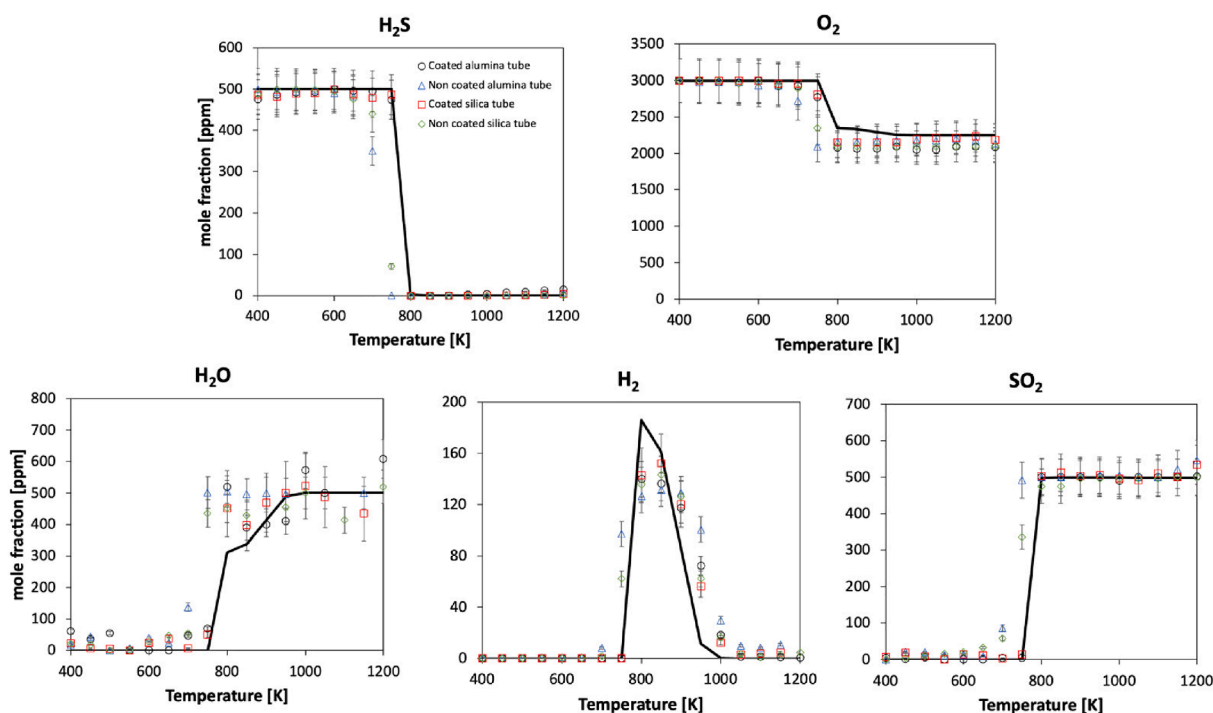 H₂S
mole fraction [ppm]
600
500
400
300
200
100
0
Coated alumina tube
Non coated alumina tube
Coated silica tube
Non coated silica tube
400 600 800 1000 1200
Temperature [K]
O₂
3500
3000
2500
2000
1500
1000
500
0
400 600 800 1000 1200
Temperature [K]
H₂O
mole fraction [ppm]
800
700
600
500
400
300
200
100
0
400 600 800 1000 1200
Temperature [K]
H₂
200
160
120
80
40
0
400 600 800 1000 1200
Temperature [K]
SO₂
700
600
500
400
300
200
100
0
400 600 800 1000 1200
Temperature [K]